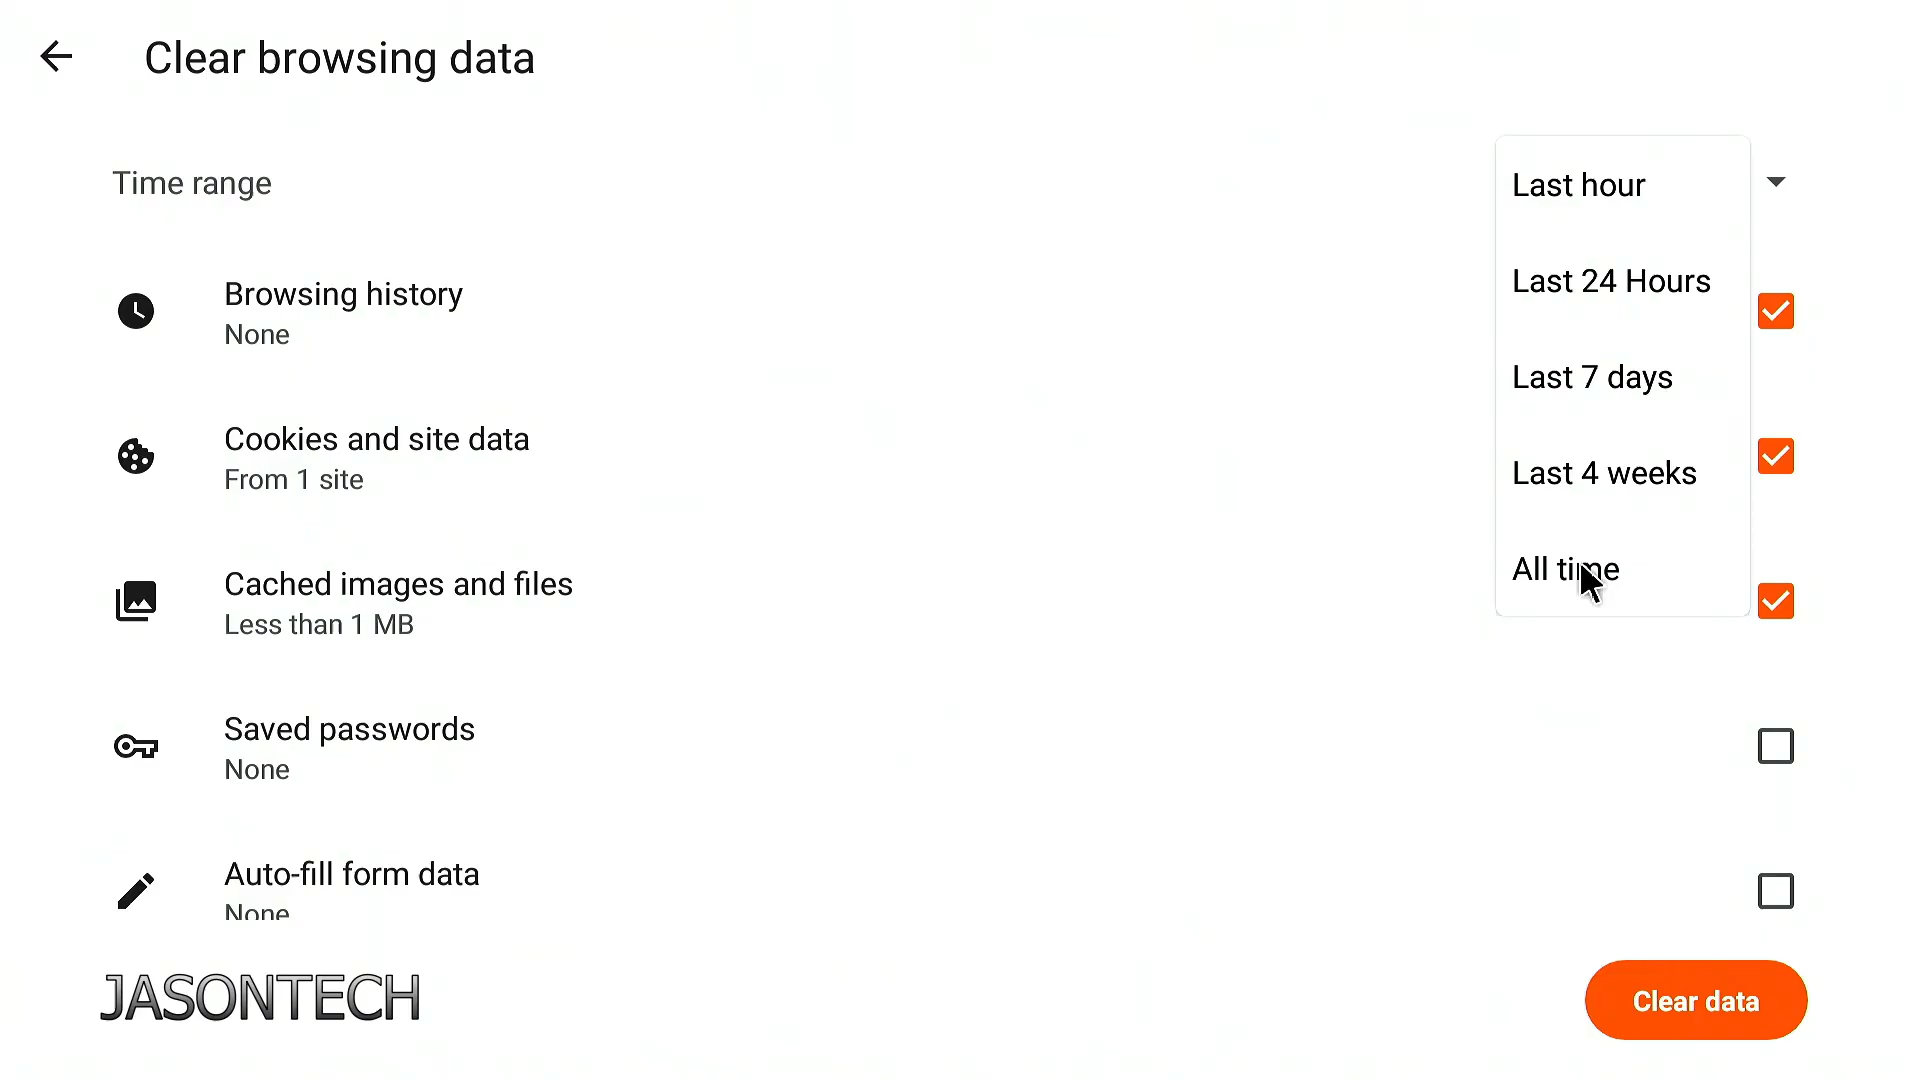 Clear browsing data
Time range
Last hour
Last 24 Hours
Last 7 days
Last 4 weeks
All time
Browsing history
None
Cookies and site data
From 1 site
Cached images and files
Less than 1 MB
Saved passwords
None
Auto-fill form data
None
JASONTECH
Clear data